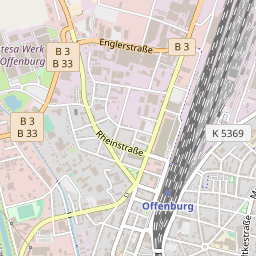 Englerstraße
B 3
B 3
B 33
tesa Werk
Offenburg
B 3
B 33
K 5369
Rheinstraße
Offenburg